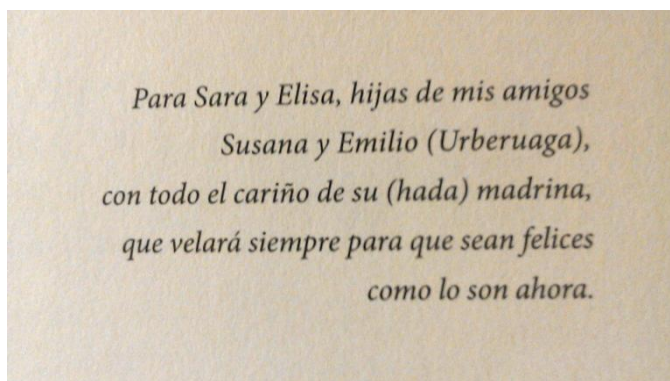 Para Sara y Elisa, hijas de mis amigos
Susana y Emilio (Urberuaga),
con todo el cariño de su (hada) madrina,
que velará siempre para que sean felices
como lo son ahora.